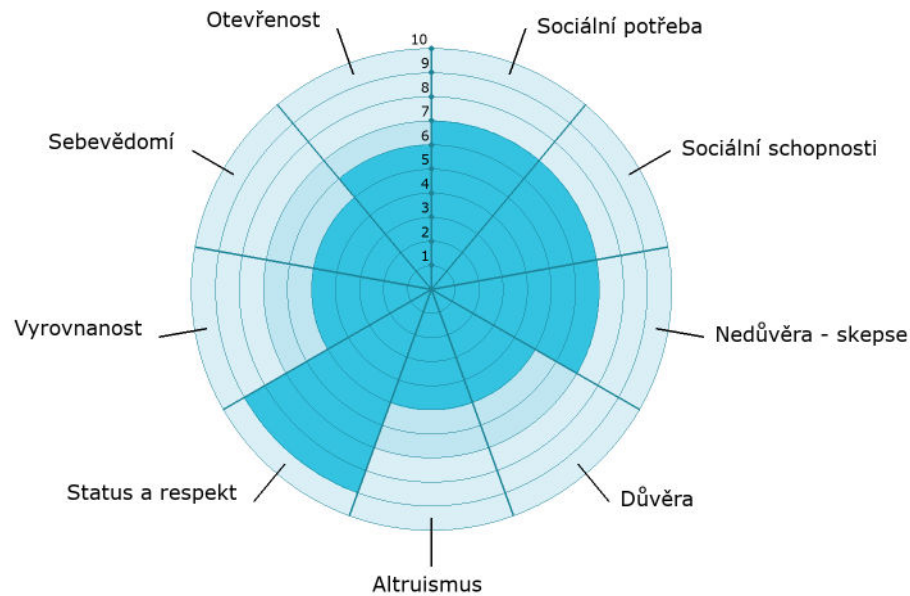 Otevřenost
Sociální potřeba
Sebevědomí
Sociální schopnosti
Vyrovnanost
Nedůvěra - skepse
Status a respekt
Důvěra
Altruismus
10
9
8
7
6
5
4
3
2
1